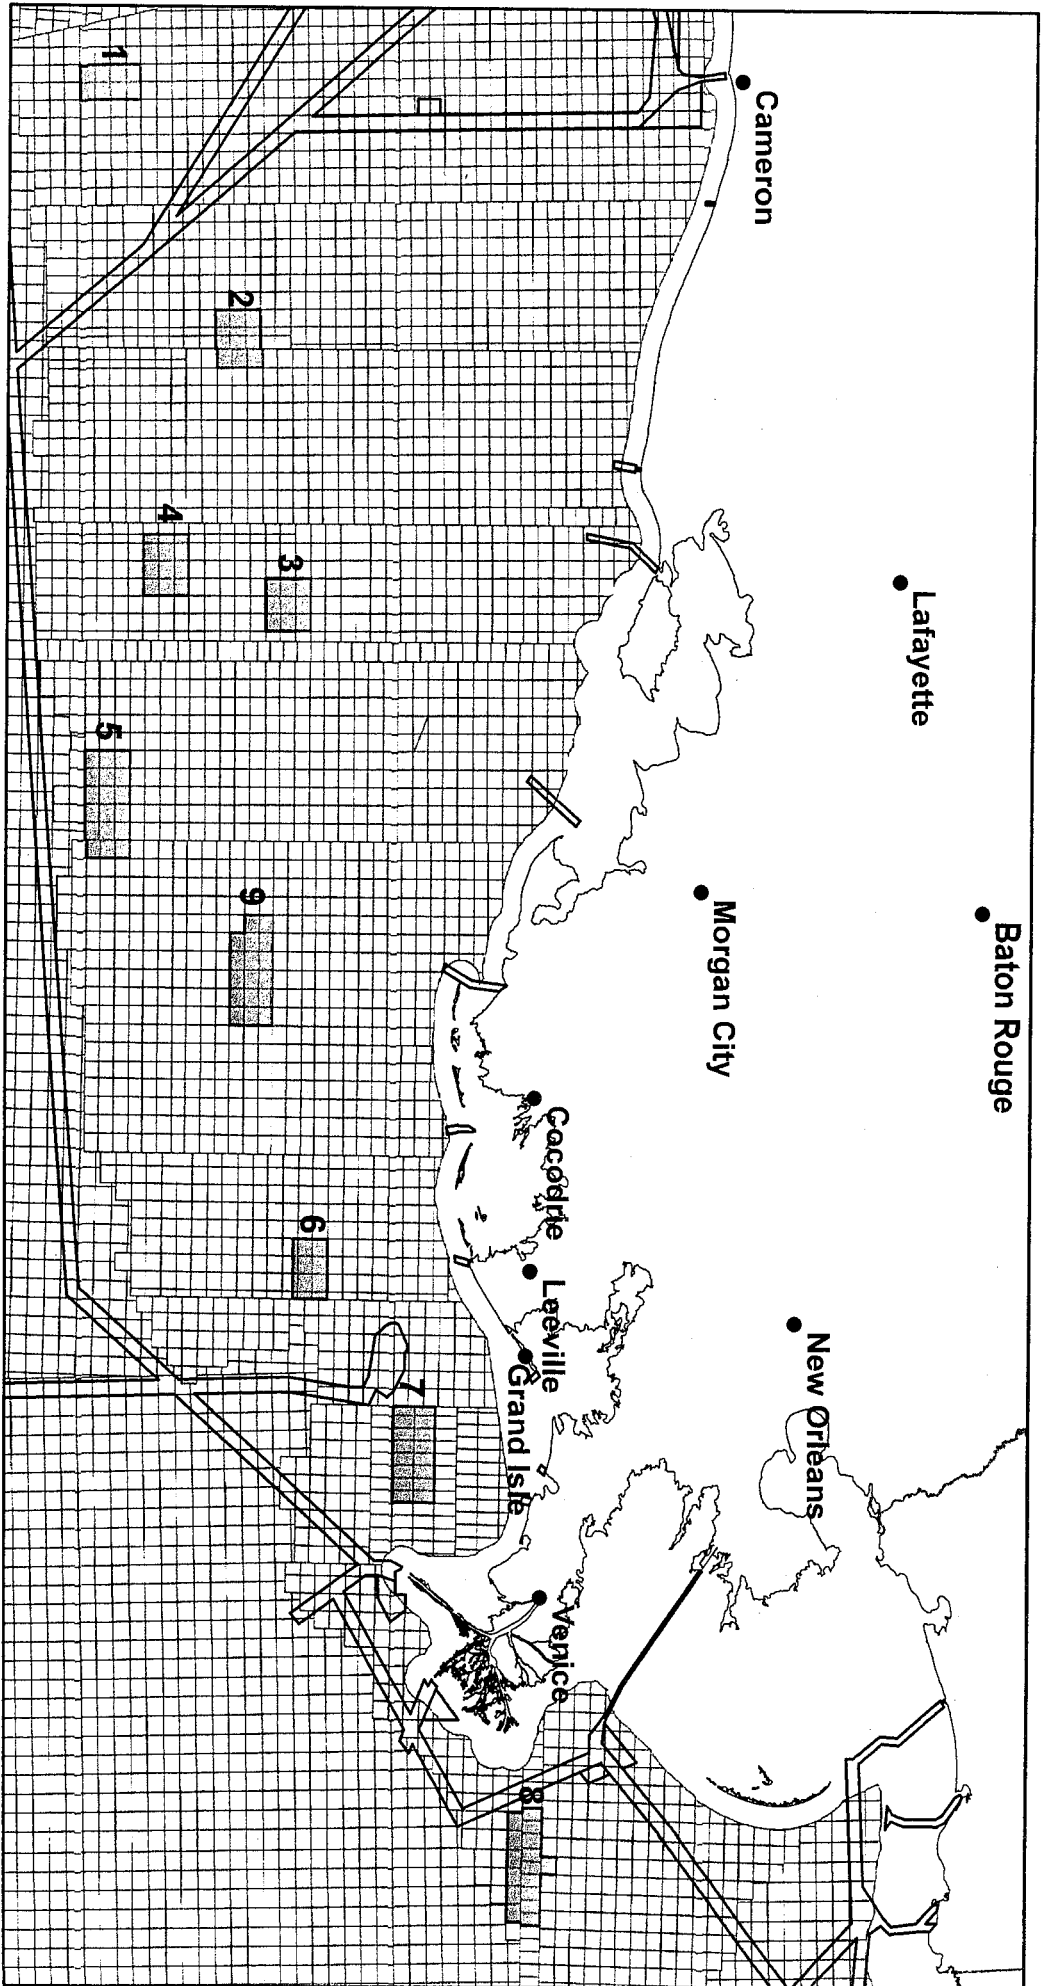 Cameron
Lafayette
Baton Rouge
Morgan City
Cocodrie
Leeville
Grand Isle
New Orleans
Venice
1
2
3
4
5
9
6
7
8